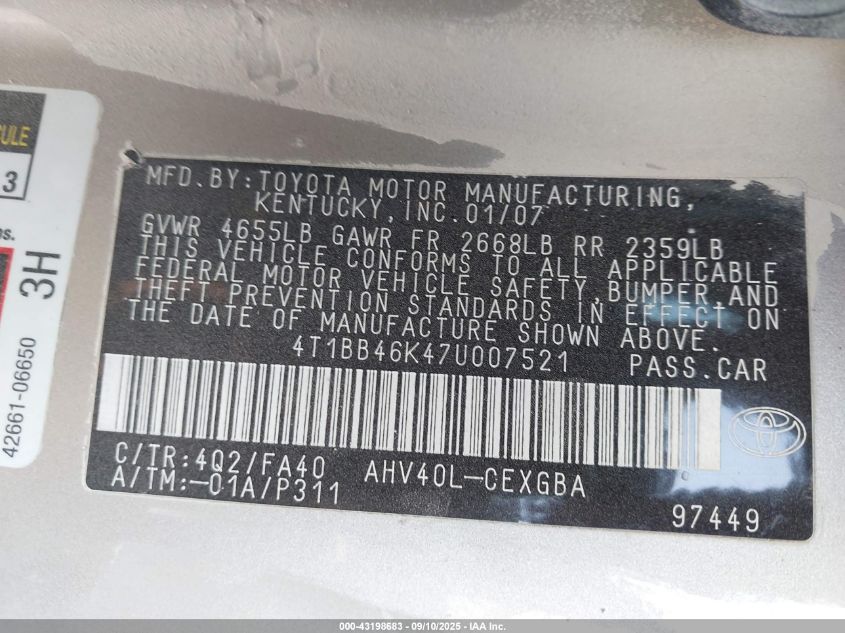 ULE
3
ns.
3H
42661-06650
MFD.BY:TOYOTA MOTOR MANUFACTURING,
KENTUCKY, INC. 01/07
GVWR 4655LB GAWR FR 2668LB RR 2359LB
THIS VEHICLE CONFORMS TO ALL APPLICABLE
FEDERAL MOTOR VEHICLE SAFETY, BUMPER, AND
THEFT PREVENTION STANDARDS IN EFFECT ON
THE DATE OF MANUFACTURE SHOWN ABOVE.
4T1BB46K47U007521 PASS.CAR
C/TR:4Q2/FA40 AHV40L-CEXGBA
A/TM:-01A/P311
97449
000-43198683 - 09/10/2025 - IAA Inc.